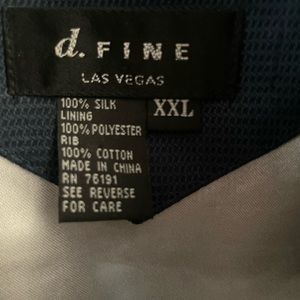 d. FINE
LAS VEGAS
XXL
100% SILK
LINING
100% POLYESTER
RIB
100% COTTON
MADE IN CHINA
RN 76191
SEE REVERSE
FOR CARE